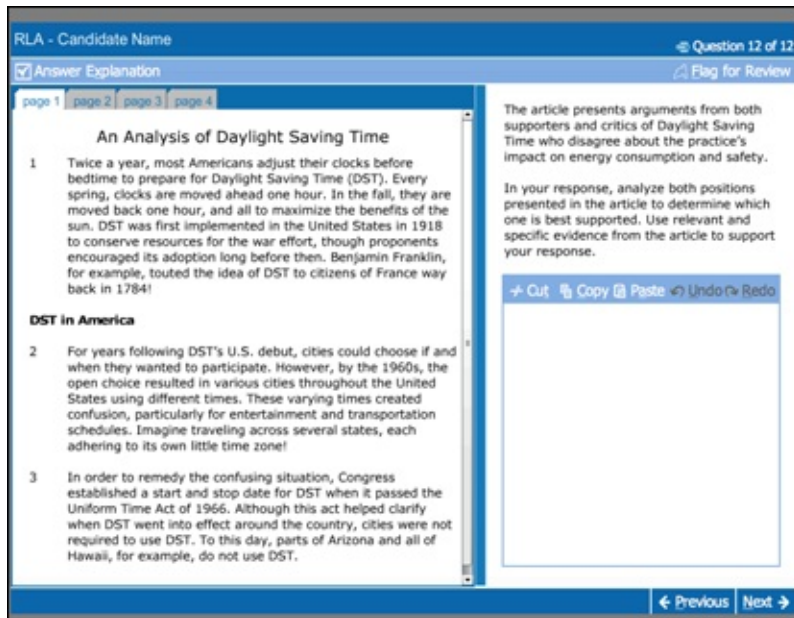 RLA - Candidate Name
Question 12 of 12
Answer Explanation
Flag for Review
page 1 page 2 page 3 page 4
An Analysis of Daylight Saving Time
1 Twice a year, most Americans adjust their clocks before
bedtime to prepare for Daylight Saving Time (DST). Every
spring, clocks are moved ahead one hour. In the fall, they are
moved back one hour, and all to maximize the benefits of the
sun. DST was first implemented in the United States in 1918
to conserve resources for the war effort, though proponents
encouraged its adoption long before then. Benjamin Franklin,
for example, touted the idea of DST to citizens of France way
back in 1784!
DST in America
2 For years following DST's U.S. debut, cities could choose if and
when they wanted to participate. However, by the 1960s, the
open choice resulted in various cities throughout the United
States using different times. These varying times created
confusion, particularly for entertainment and transportation
schedules. Imagine traveling across several states, each
adhering to its own little time zone!
3 In order to remedy the confusing situation, Congress
established a start and stop date for DST when it passed the
Uniform Time Act of 1966. Although this act helped clarify
when DST went into effect around the country, cities were not
required to use DST. To this day, parts of Arizona and all of
Hawaii, for example, do not use DST.
The article presents arguments from both
supporters and critics of Daylight Saving
Time who disagree about the practice's
impact on energy consumption and safety.
In your response, analyze both positions
presented in the article to determine which
one is best supported. Use relevant and
specific evidence from the article to support
your response.
Cut Copy Paste Undo Redo
Previous Next